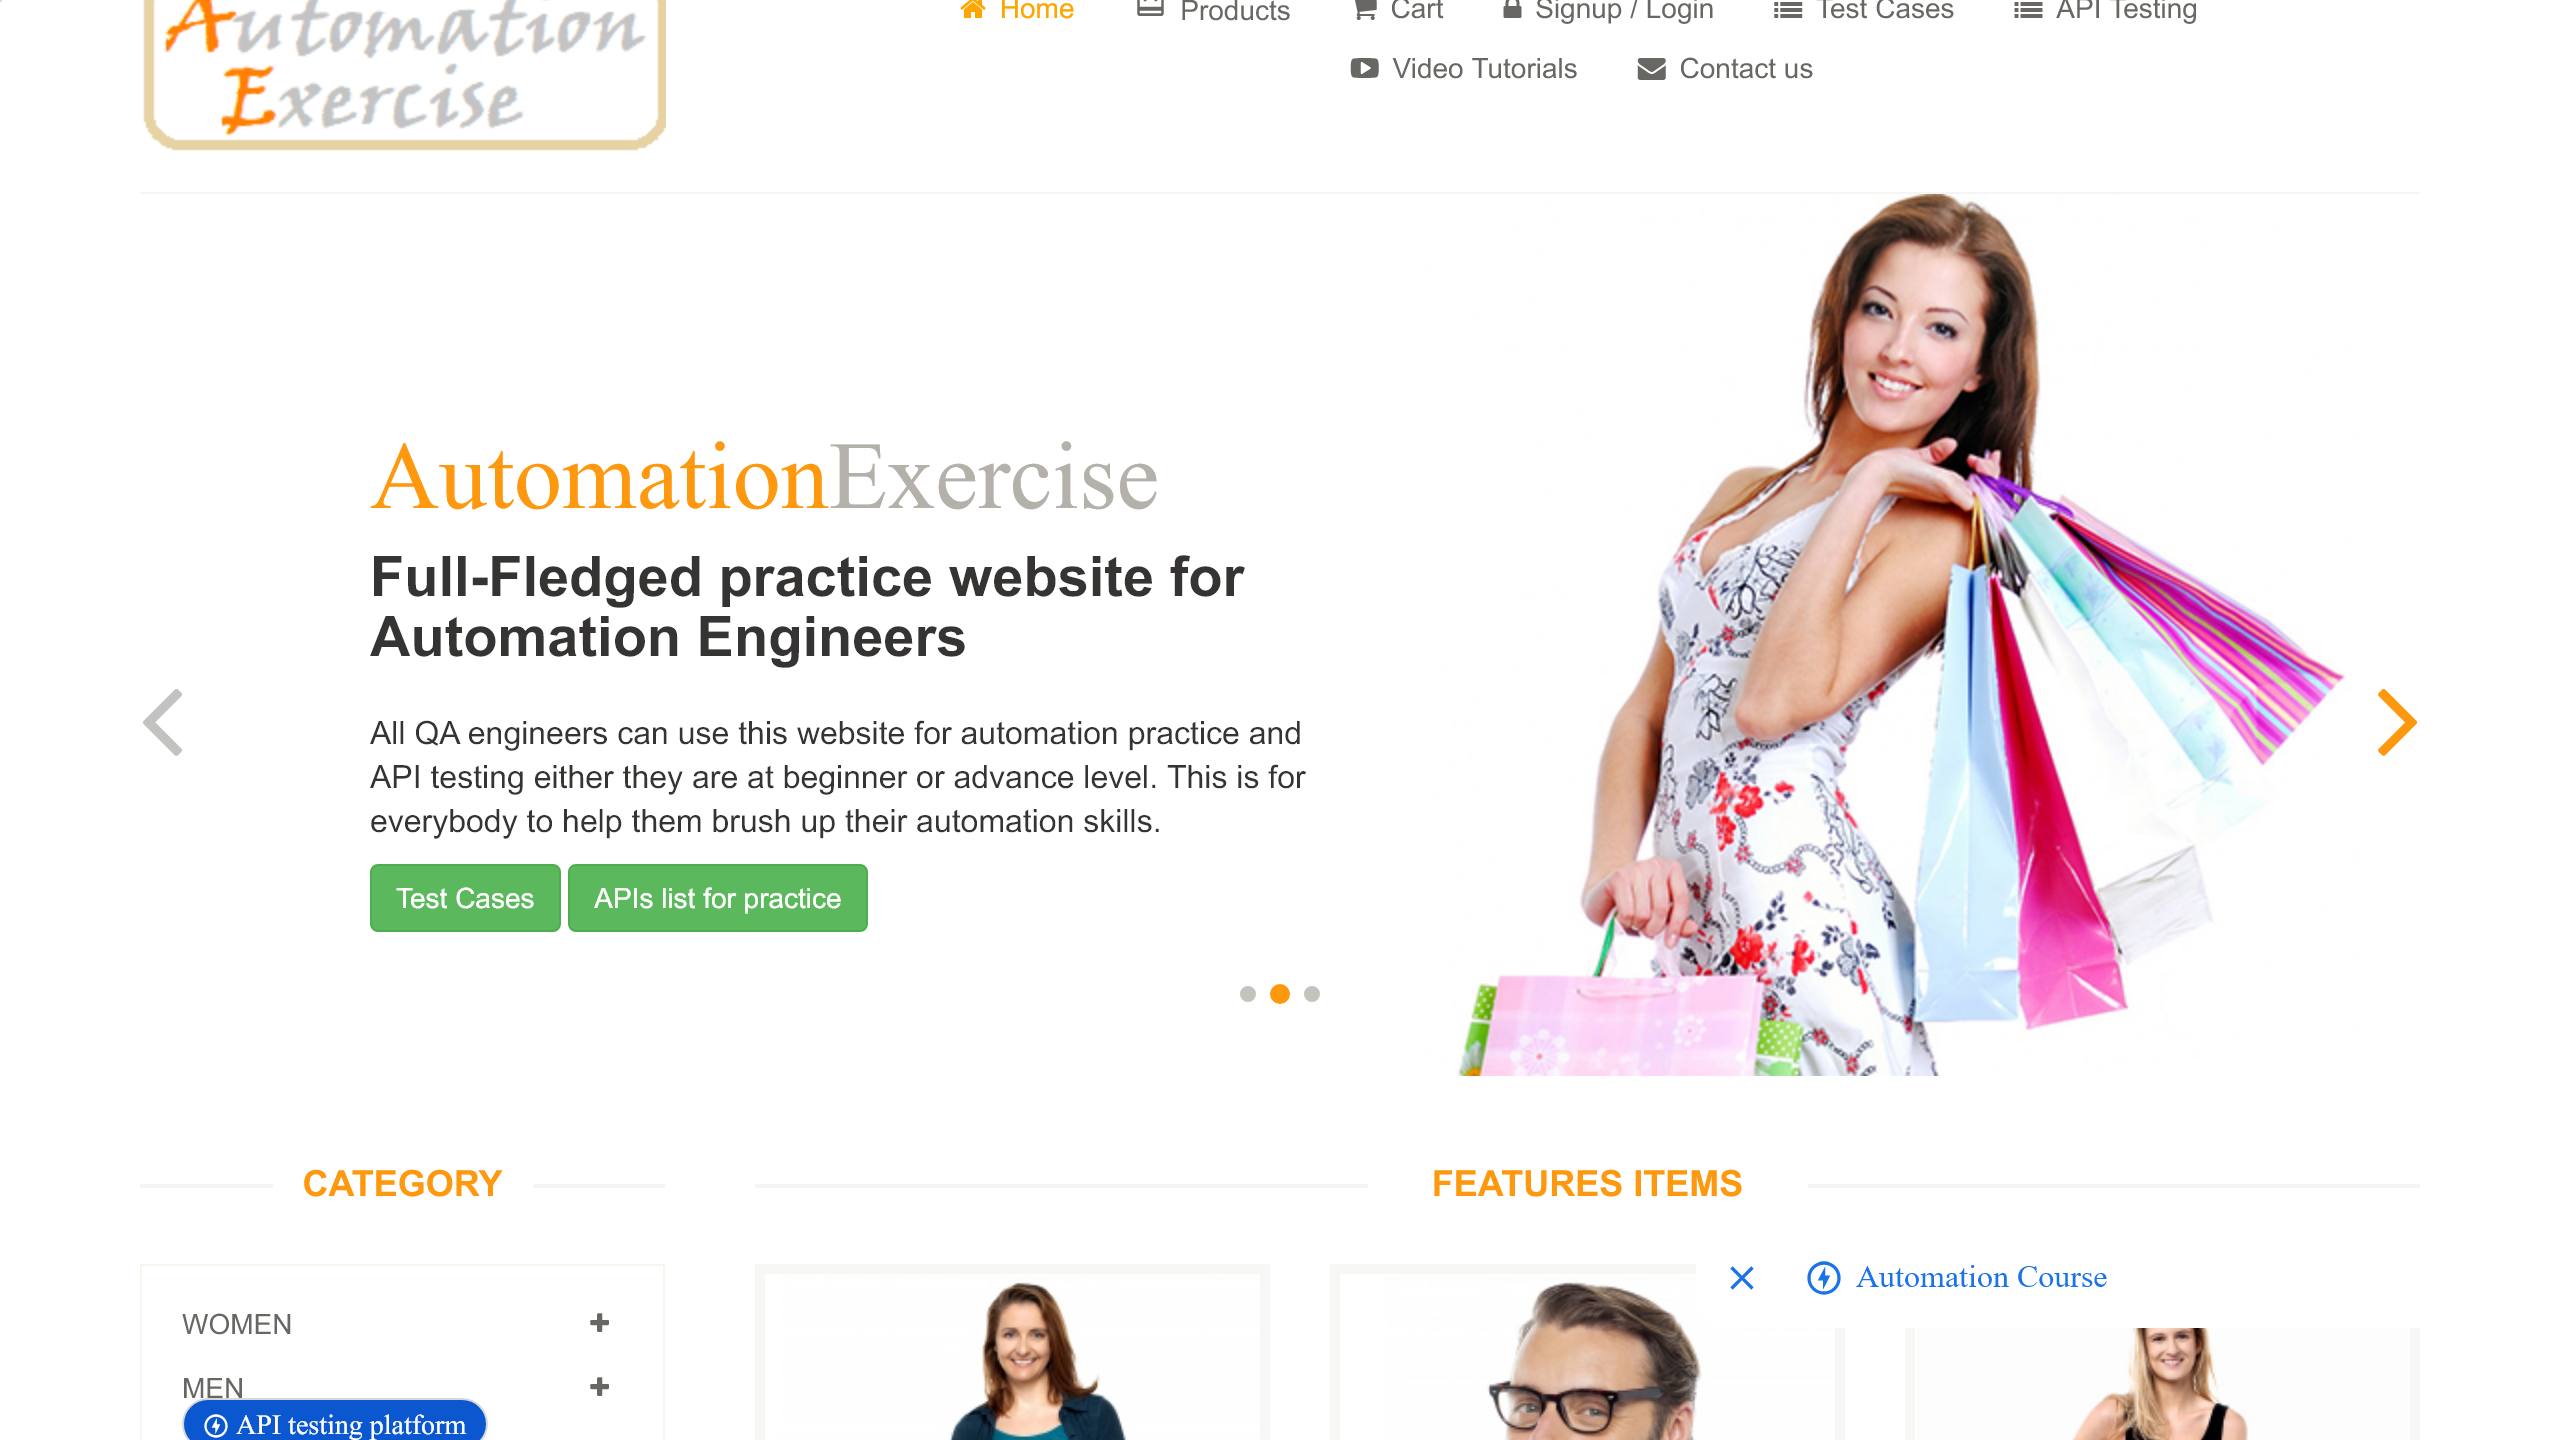 Automation
Exercise
Home
Products
Cart
Signup / Login
Test Cases
API Testing
Video Tutorials
Contact us
AutomationExercise
Full-Fledged practice website for
Automation Engineers
All QA engineers can use this website for automation practice and
API testing either they are at beginner or advance level. This is for
everybody to help them brush up their automation skills.
Test Cases
APIs list for practice
CATEGORY
FEATURES ITEMS
Automation Course
WOMEN
MEN
API testing platform